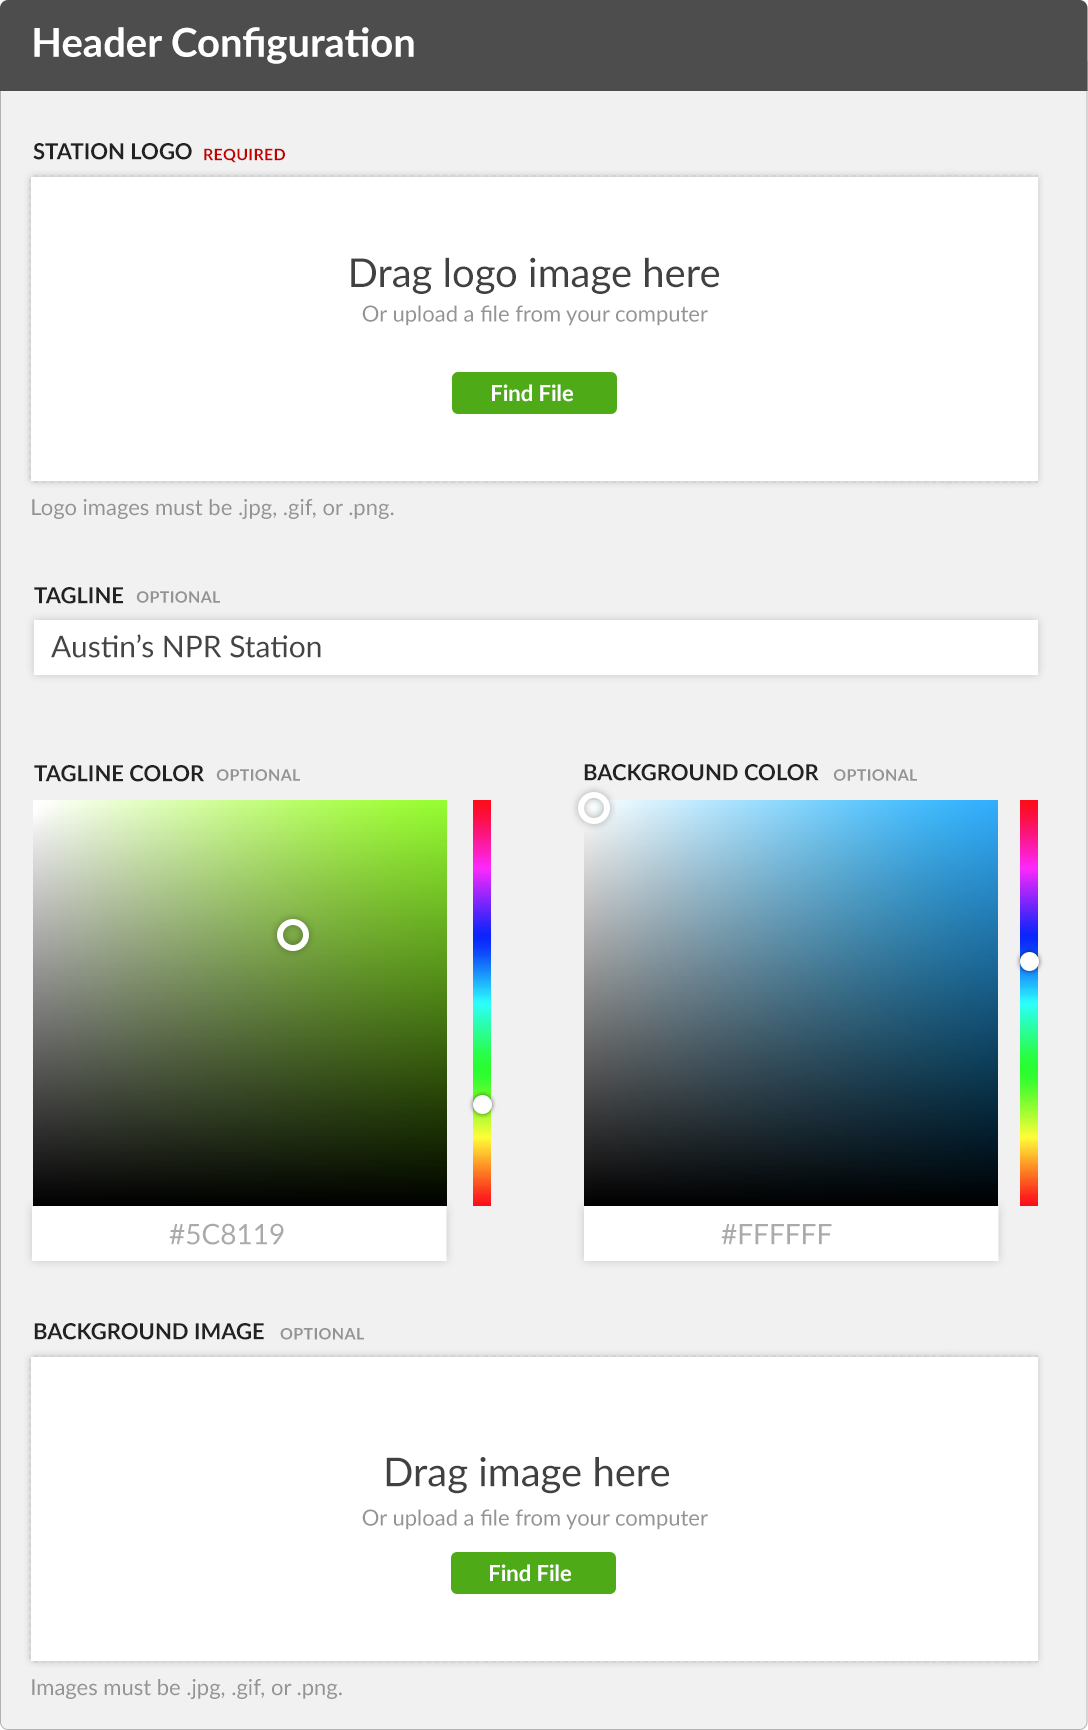 Header Configuration
STATION LOGO REQUIRED
Drag logo image here
Or upload a file from your computer
Find File
Logo images must be .jpg, .gif, or .png.
TAGLINE OPTIONAL
Austin’s NPR Station
TAGLINE COLOR OPTIONAL
BACKGROUND COLOR OPTIONAL
#5C8119
#FFFFFF
BACKGROUND IMAGE OPTIONAL
Drag image here
Or upload a file from your computer
Find File
Images must be .jpg, .gif, or .png.